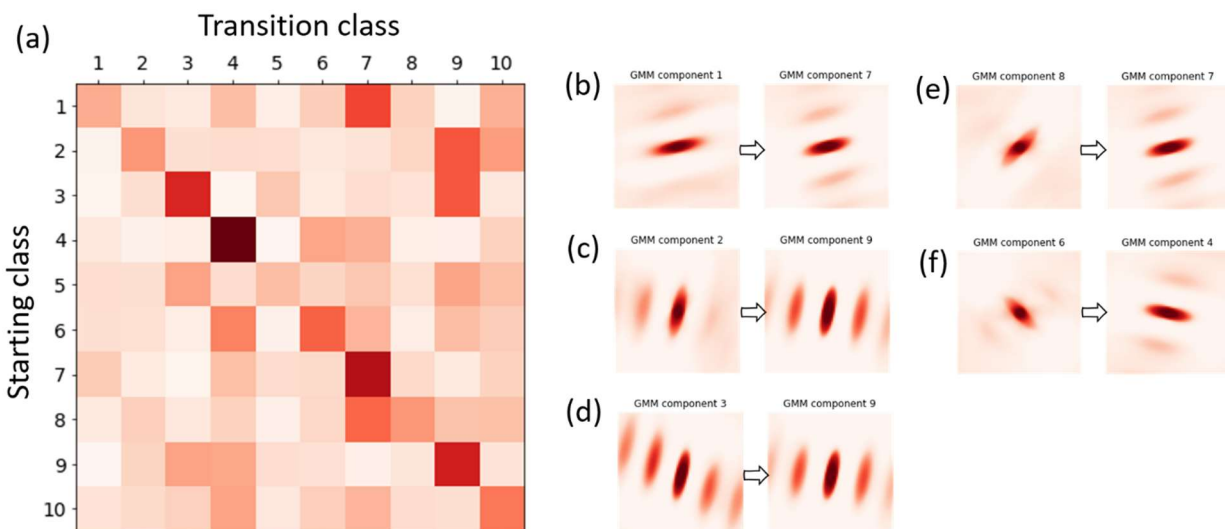 (a)
Transition class
1 2 3 4 5 6 7 8 9 10
Starting class
1
2
3
4
5
6
7
8
9
10
(b)
GMM component 1
GMM component 7
(c)
GMM component 2
GMM component 9
(d)
GMM component 3
GMM component 9
(e)
GMM component 8
GMM component 7
(f)
GMM component 6
GMM component 4